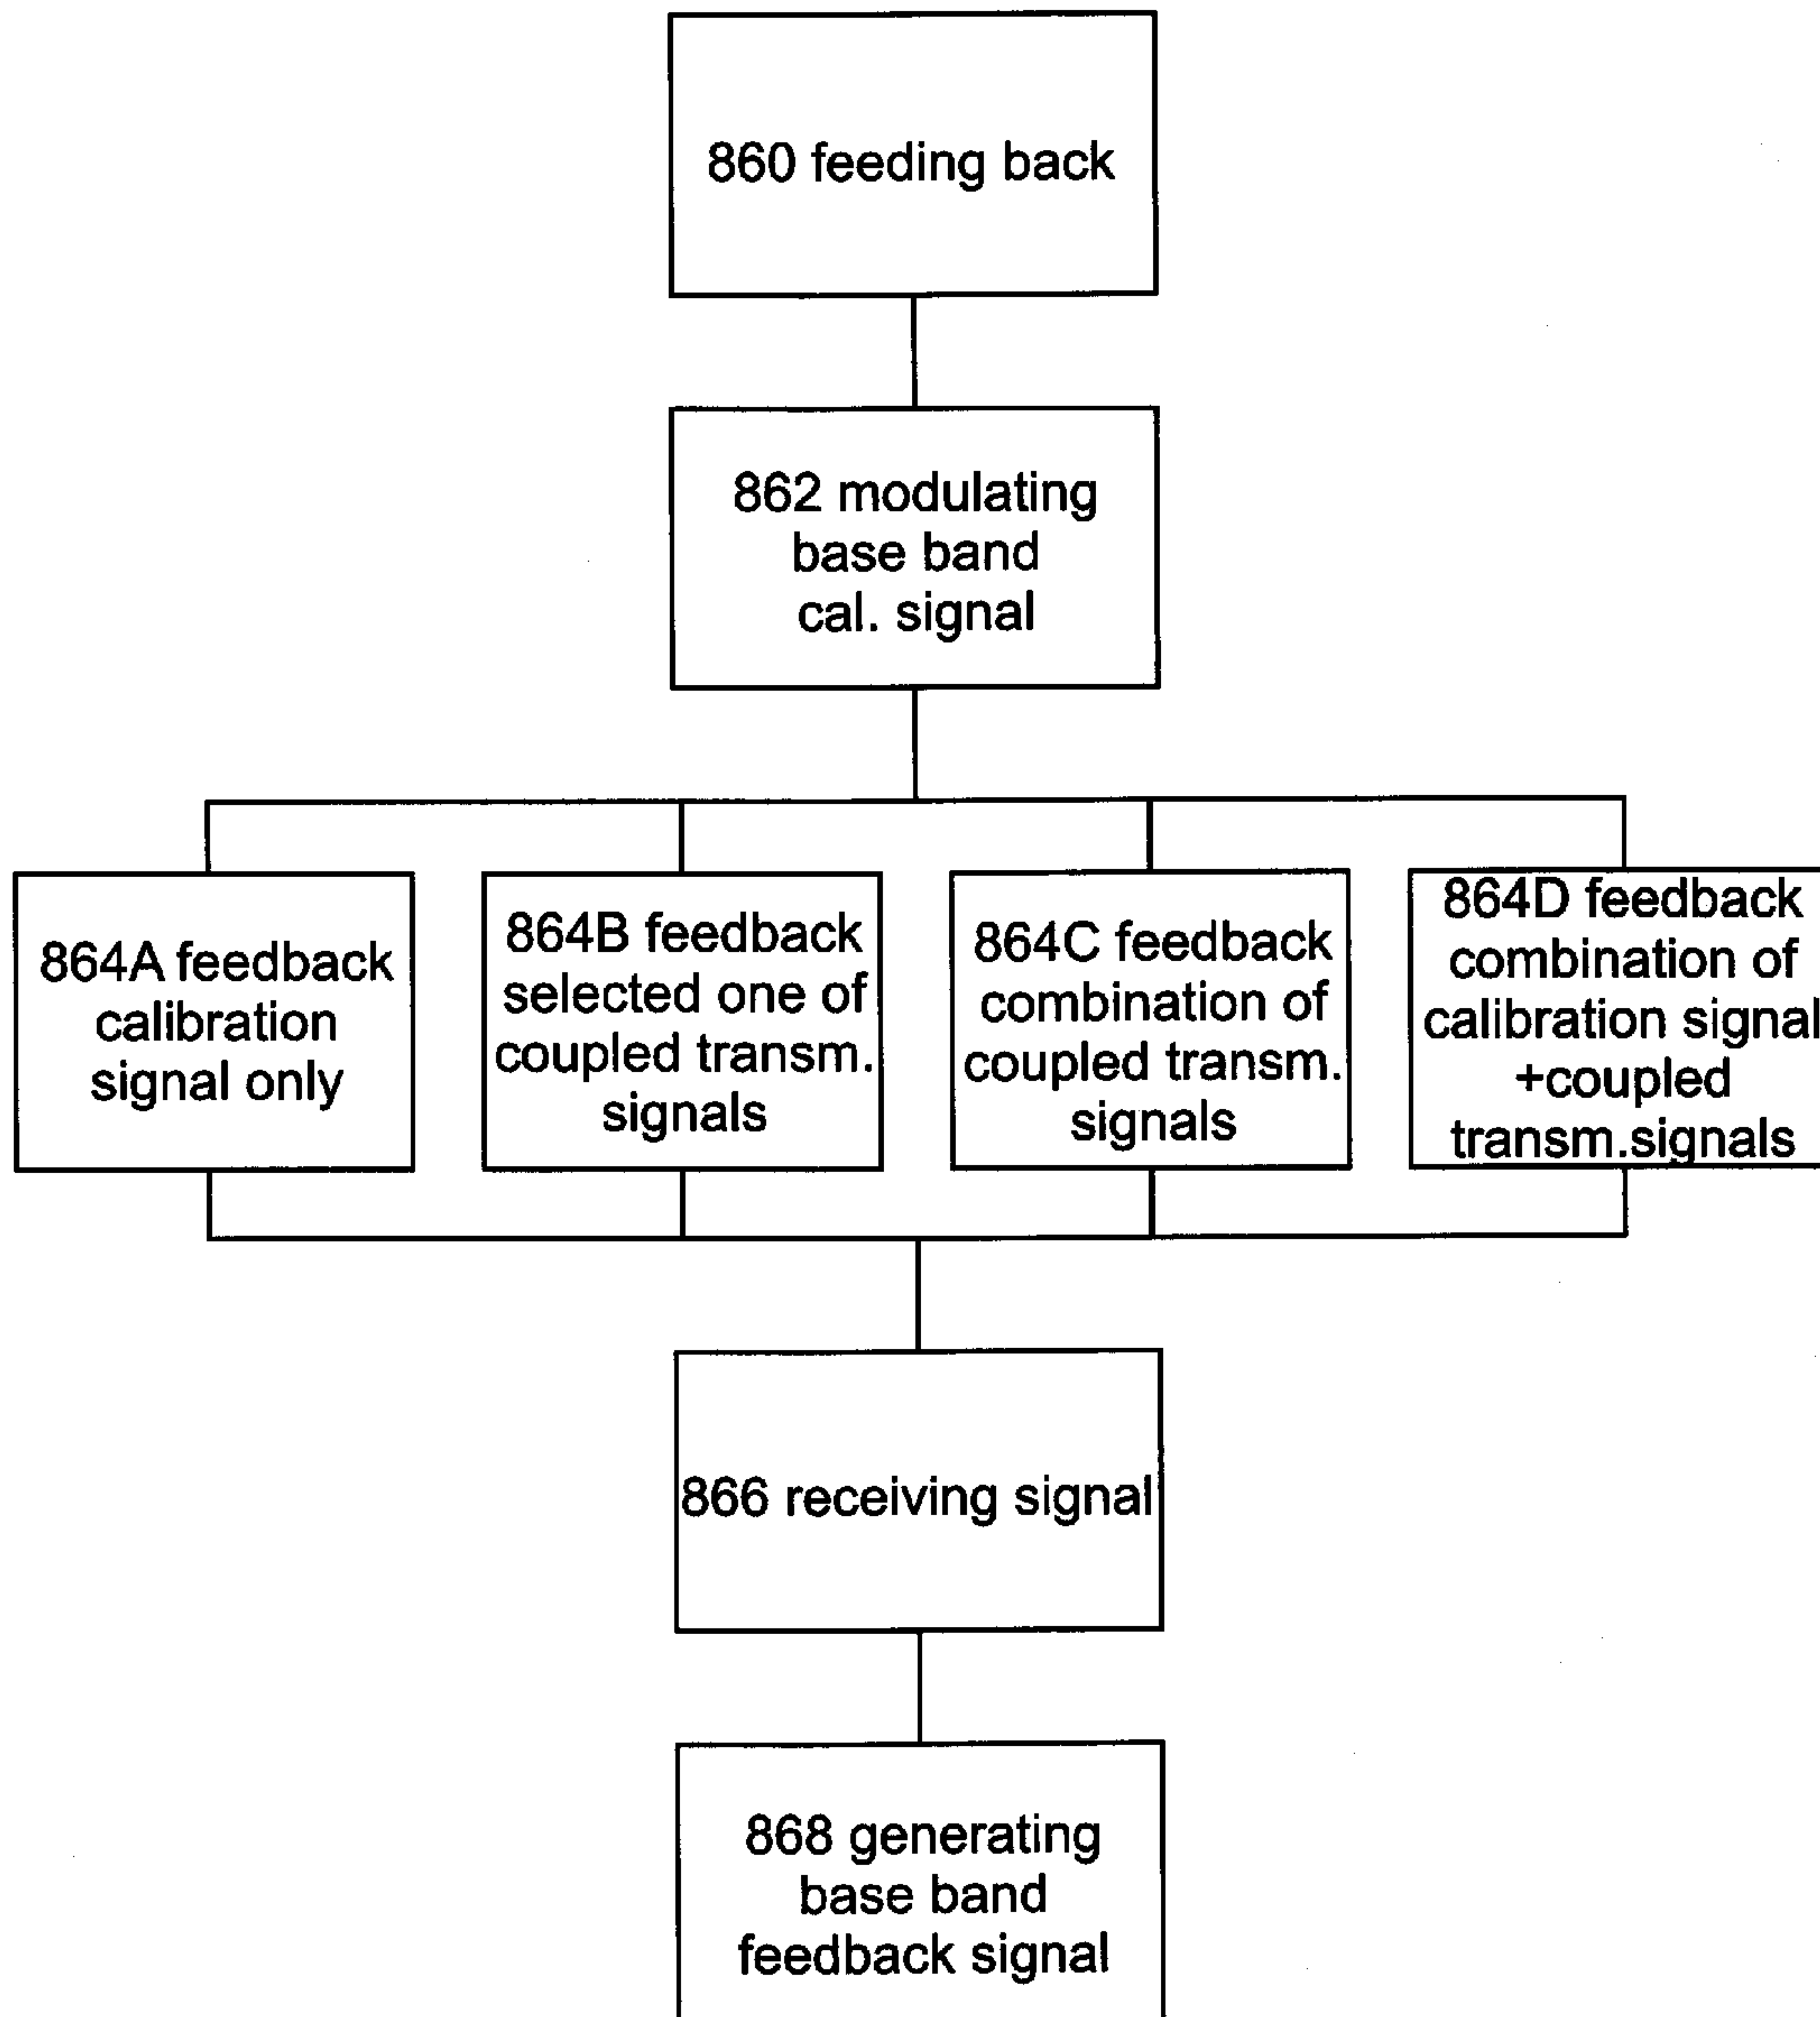 860 feeding back
862 modulating
base band
cal. signal
864A feedback
calibration
signal only
864B feedback
selected one of
coupled transm.
signals
864C feedback
combination of
coupled transm.
signals
864D feedback
combination of
calibration signal
+coupled
transm.signals
866 receiving signal
868 generating
base band
feedback signal